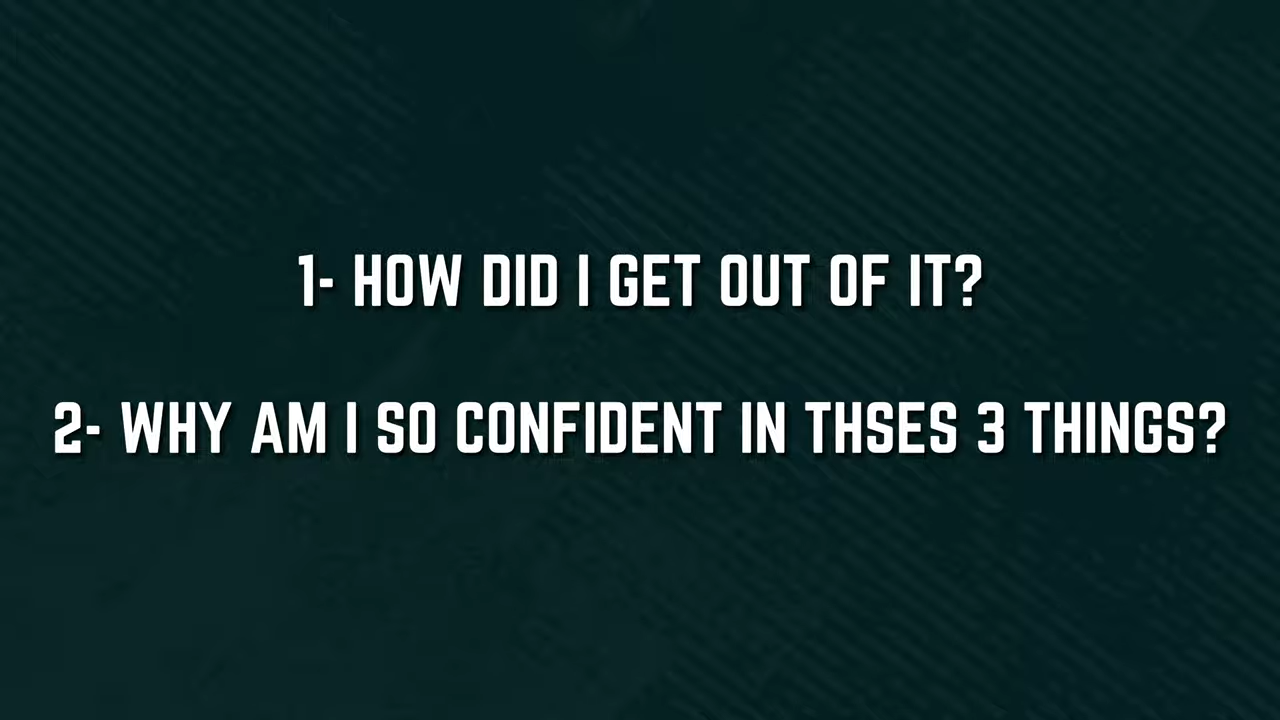 1- HOW DID I GET OUT OF IT?
2- WHY AM I SO CONFIDENT IN THSES 3 THINGS?